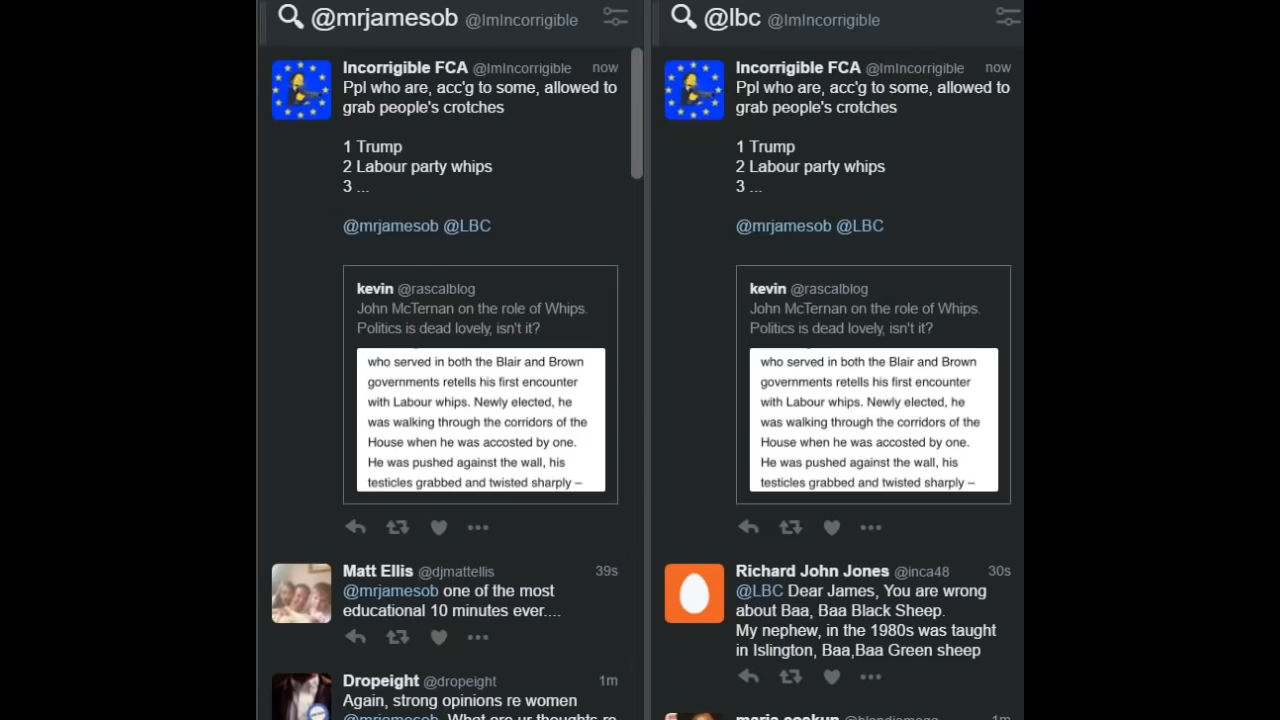 @mrjamesob @ImIncorrigible
Incorrigible FCA @ImIncorrigible now
Ppl who are, acc'g to some, allowed to
grab people's crotches
1 Trump
2 Labour party whips
3 ...
@mrjamesob @LBC
kevin @rascalblog
John McTernan on the role of Whips.
Politics is dead lovely, isn't it?
who served in both the Blair and Brown
governments retells his first encounter
with Labour whips. Newly elected, he
was walking through the corridors of the
House when he was accosted by one.
He was pushed against the wall, his
testicles grabbed and twisted sharply –
Matt Ellis @djmattellis 39s
@mrjamesob one of the most
educational 10 minutes ever....
Dropeight @dropeight 1m
Again, strong opinions re women
@mrjamesob What are ur thoughts re
@lbc @ImIncorrigible
Incorrigible FCA @ImIncorrigible now
Ppl who are, acc'g to some, allowed to
grab people's crotches
1 Trump
2 Labour party whips
3 ...
@mrjamesob @LBC
kevin @rascalblog
John McTernan on the role of Whips.
Politics is dead lovely, isn't it?
who served in both the Blair and Brown
governments retells his first encounter
with Labour whips. Newly elected, he
was walking through the corridors of the
House when he was accosted by one.
He was pushed against the wall, his
testicles grabbed and twisted sharply –
Richard John Jones @inca48 30s
@LBC Dear James, You are wrong
about Baa, Baa Black Sheep.
My nephew, in the 1980s was taught
in Islington, Baa,Baa Green sheep
1m